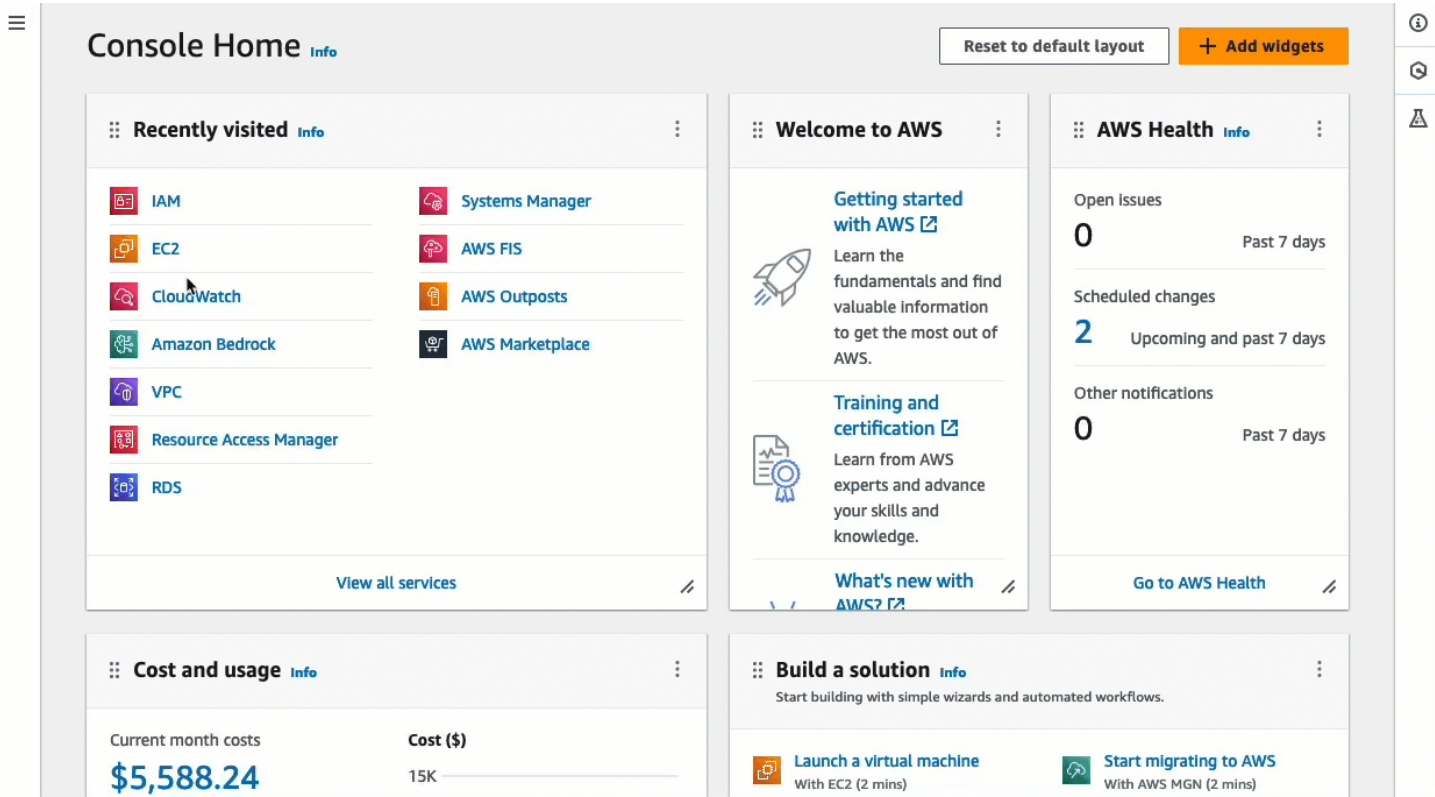 Console Home Info
Reset to default layout
+ Add widgets
Recently visited Info
IAM
EC2
CloudWatch
Amazon Bedrock
VPC
Resource Access Manager
RDS
Systems Manager
AWS FIS
AWS Outposts
AWS Marketplace
View all services
Welcome to AWS
Getting started
with AWS
Learn the
fundamentals and find
valuable information
to get the most out of
AWS.
Training and
certification
Learn from AWS
experts and advance
your skills and
knowledge.
What's new with
AWS?
AWS Health Info
Open issues
0 Past 7 days
Scheduled changes
2 Upcoming and past 7 days
Other notifications
0 Past 7 days
Go to AWS Health
Cost and usage Info
Current month costs
$5,588.24
Cost ($)
15K
Build a solution Info
Start building with simple wizards and automated workflows.
Launch a virtual machine
With EC2 (2 mins)
Start migrating to AWS
With AWS MGN (2 mins)